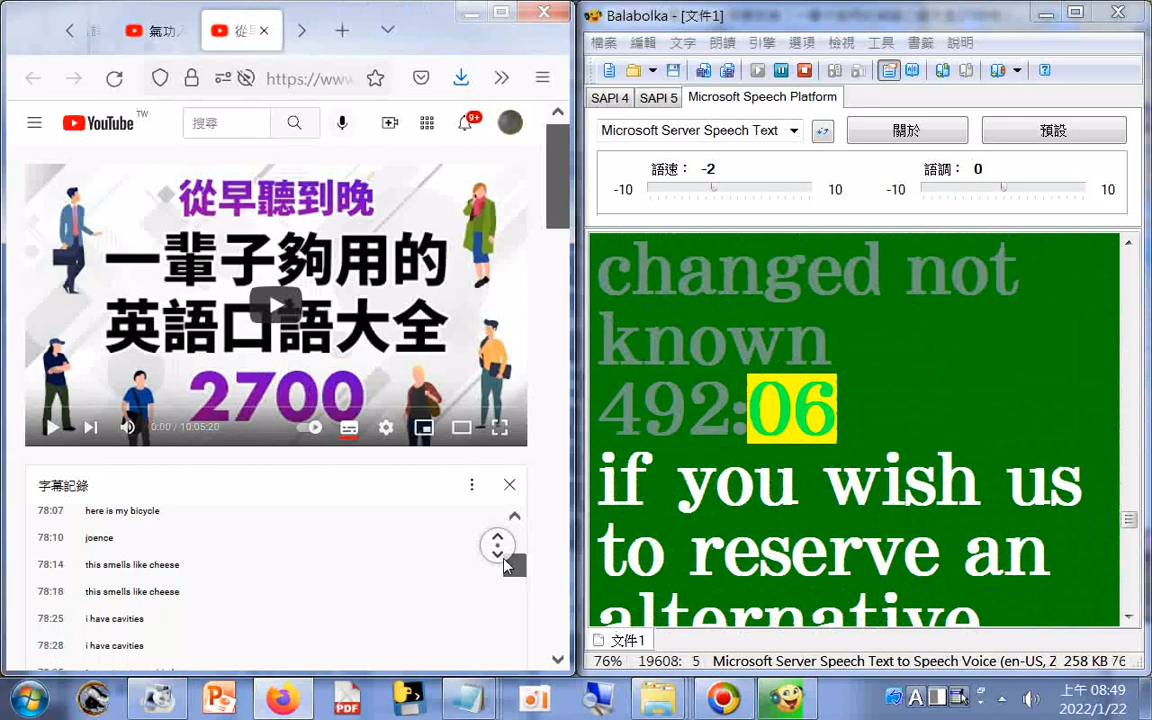 氣功
從
https://www
YouTube TW
搜尋
9+
從早聽到晚
一輩子夠用的
英語口語大全
2700
0:00 / 10:05:20
字幕記錄
78:07 here is my bicycle
78:10 joence
78:14 this smells like cheese
78:18 this smells like cheese
78:25 i have cavities
78:28 i have cavities
Balabolka - [文件1]
檔案 編輯 文字 朗讀 引擎 選項 檢視 工具 書籤 說明
SAPI 4 SAPI 5 Microsoft Speech Platform
Microsoft Server Speech Text 關於 預設
語速： -2 語調： 0
-10 10 -10 10
changed not
known
492:06
if you wish us
to reserve an
alternative
文件1
76% 19608: 5 Microsoft Server Speech Text to Speech Voice (en-US, Z 258 KB 76
PDF
A
上午 08:49
2022/1/22